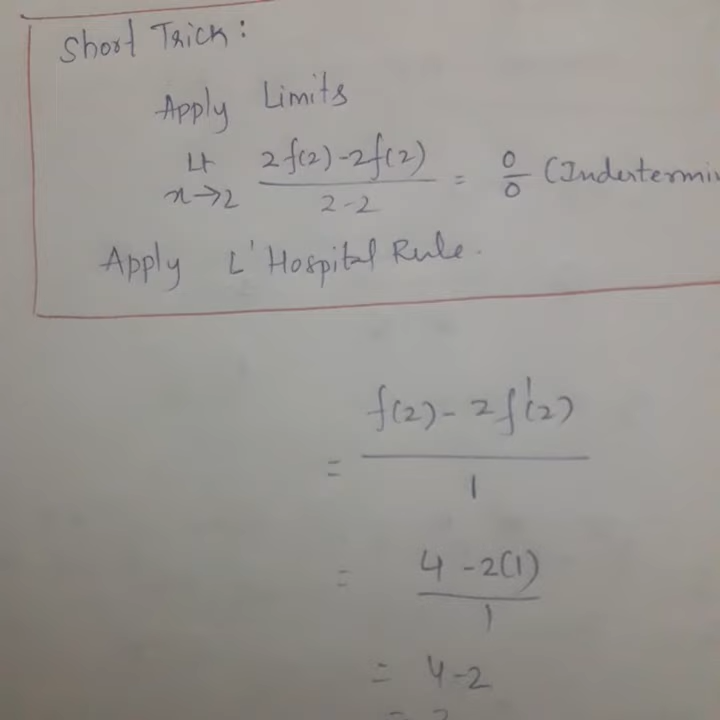 Short Trick:
Apply Limits
Lt x→2 2f(2)-2f(2) / 2-2 = 0/0
Apply L'Hospital Rule.
= f(2)-2f'(2) / 1
= 4-2(1) / 1
= 4-2
=